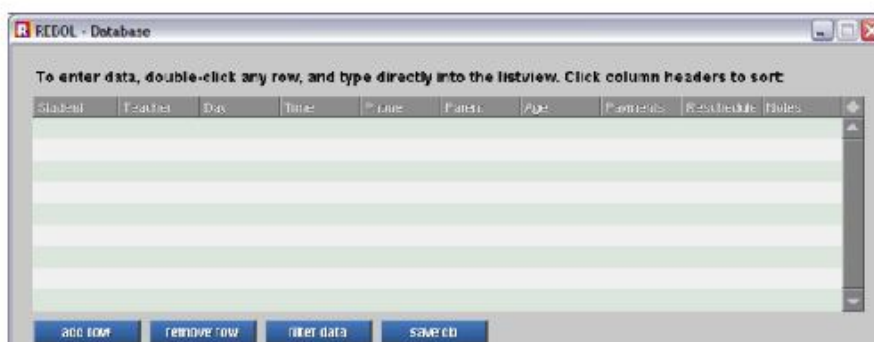 REBOL - Database
To enter data, double-click any row, and type directly into the listview. Click column headers to sort:
Student Teacher Day Time Phone Parent Age Payments Reschedule Notes
add row remove row filter data save db